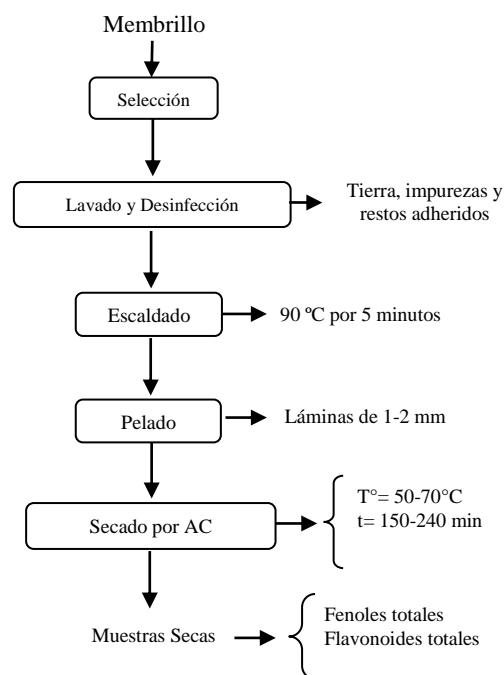 Membrillo
Selección
Lavado y Desinfección
Tierra, impurezas y
restos adheridos
Escaldado
90 ºC por 5 minutos
Pelado
Láminas de 1-2 mm
Secado por AC
T°= 50-70°C
t= 150-240 min
Muestras Secas
Fenoles totales
Flavonoides totales